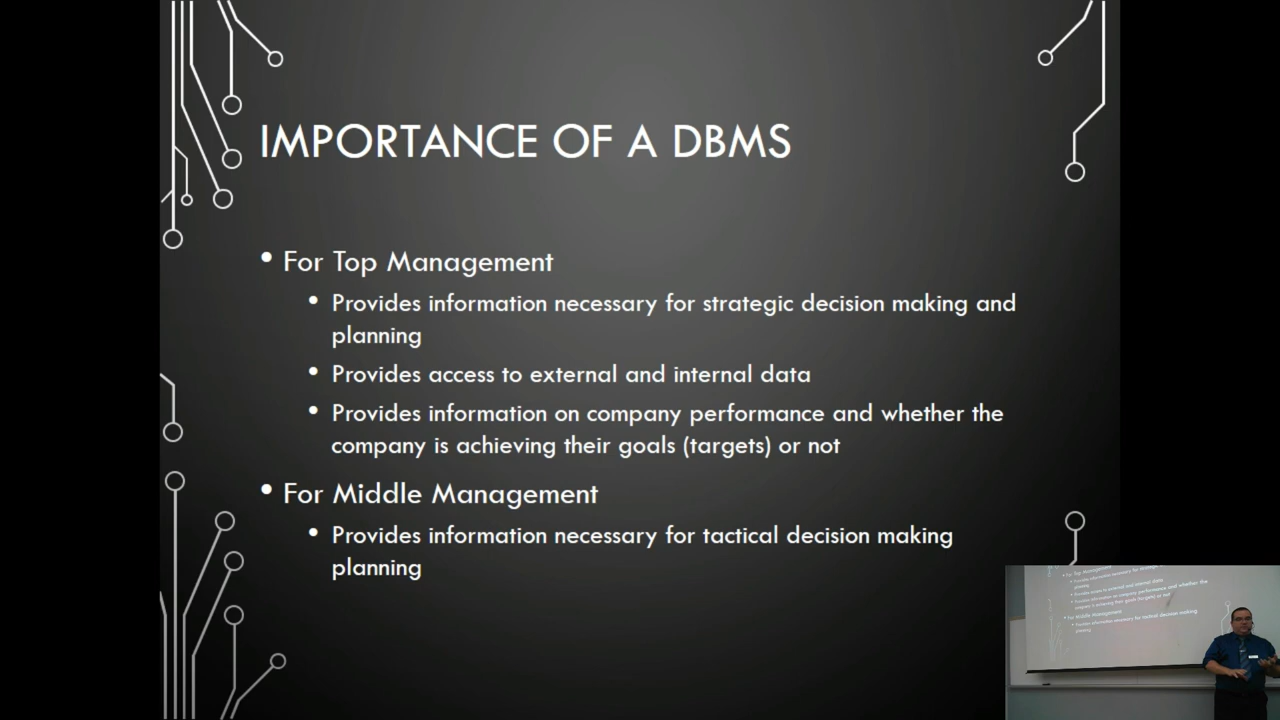 IMPORTANCE OF A DBMS
• For Top Management
• Provides information necessary for strategic decision making and
planning
• Provides access to external and internal data
• Provides information on company performance and whether the
company is achieving their goals (targets) or not
• For Middle Management
• Provides information necessary for tactical decision making
planning